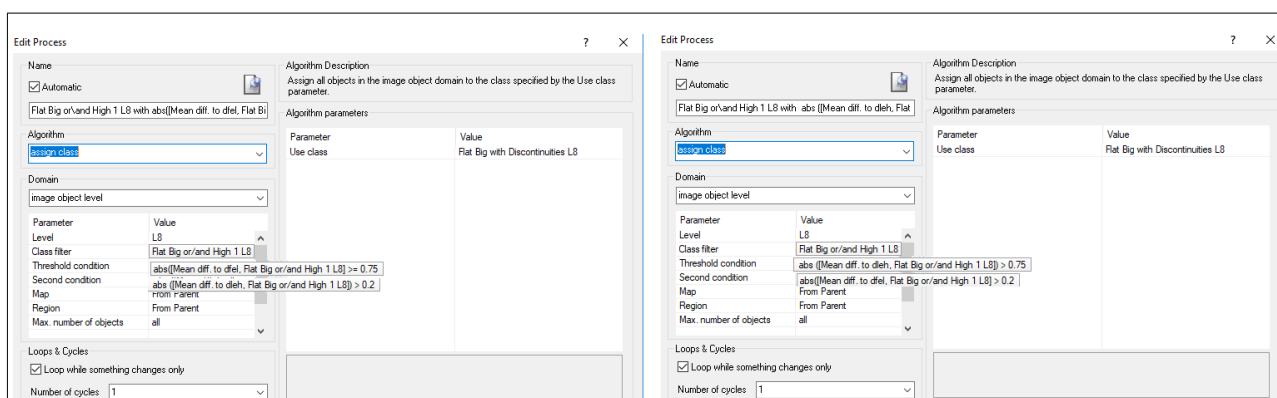 Edit Process ? ×
Name
Automatic
Flat Big or\and High 1 L8 with abs([Mean diff. to dfel, Flat Bi
Algorithm
assign class
Domain
image object level
Parameter Value
Level L8
Class filter Flat Big or/and High 1 L8
Threshold condition abs([Mean diff. to dfel, Flat Big or/and High 1 L8] >= 0.75
Second condition abs ([Mean diff. to dleh, Flat Big or/and High 1 L8]) > 0.2
Map From Parent
Region From Parent
Max. number of objects all
Loops & Cycles
Loop while something changes only
Number of cycles 1
Algorithm Description
Assign all objects in the image object domain to the class specified by the Use class
parameter.
Algorithm parameters
Parameter Value
Use class Flat Big with Discontinuities L8
Edit Process ? ×
Name
Automatic
Flat Big or\and High 1 L8 with abs ([Mean diff. to dleh, Flat
Algorithm
assign class
Domain
image object level
Parameter Value
Level L8
Class filter Flat Big or/and High 1 L8
Threshold condition abs ([Mean diff. to dleh, Flat Big or/and High 1 L8]) > 0.75
Second condition abs([Mean diff. to dfel, Flat Big or/and High 1 L8] > 0.2
Map From Parent
Region From Parent
Max. number of objects all
Loops & Cycles
Loop while something changes only
Number of cycles 1
Algorithm Description
Assign all objects in the image object domain to the class specified by the Use class
parameter.
Algorithm parameters
Parameter Value
Use class Flat Big with Discontinuities L8